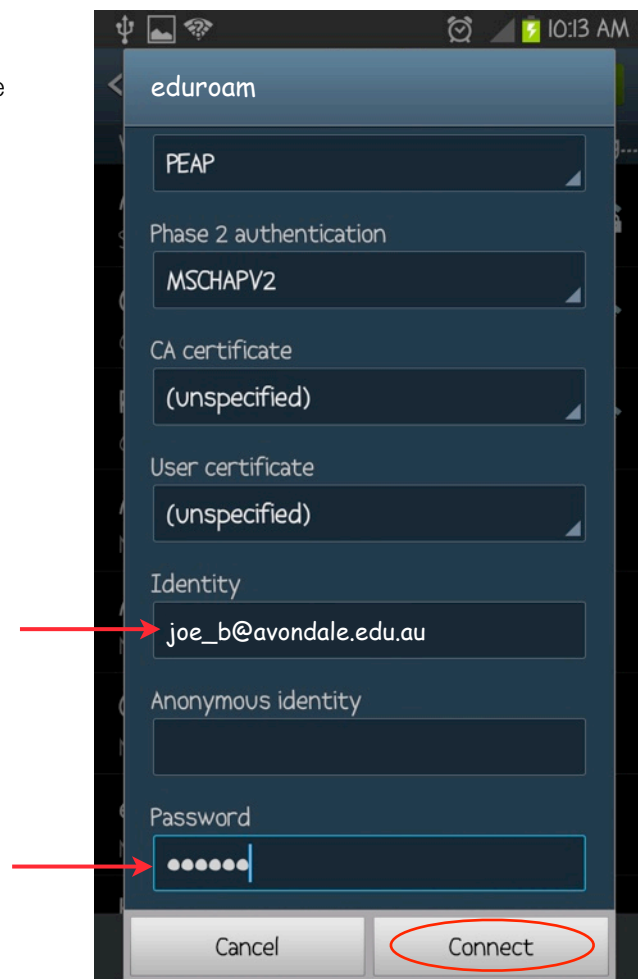 10:13 AM
e
eduroam
PEAP
Phase 2 authentication
MSCHAPV2
CA certificate
(unspecified)
User certificate
(unspecified)
Identity
joe_b@avondale.edu.au
Anonymous identity
Password
••••••
Cancel
Connect